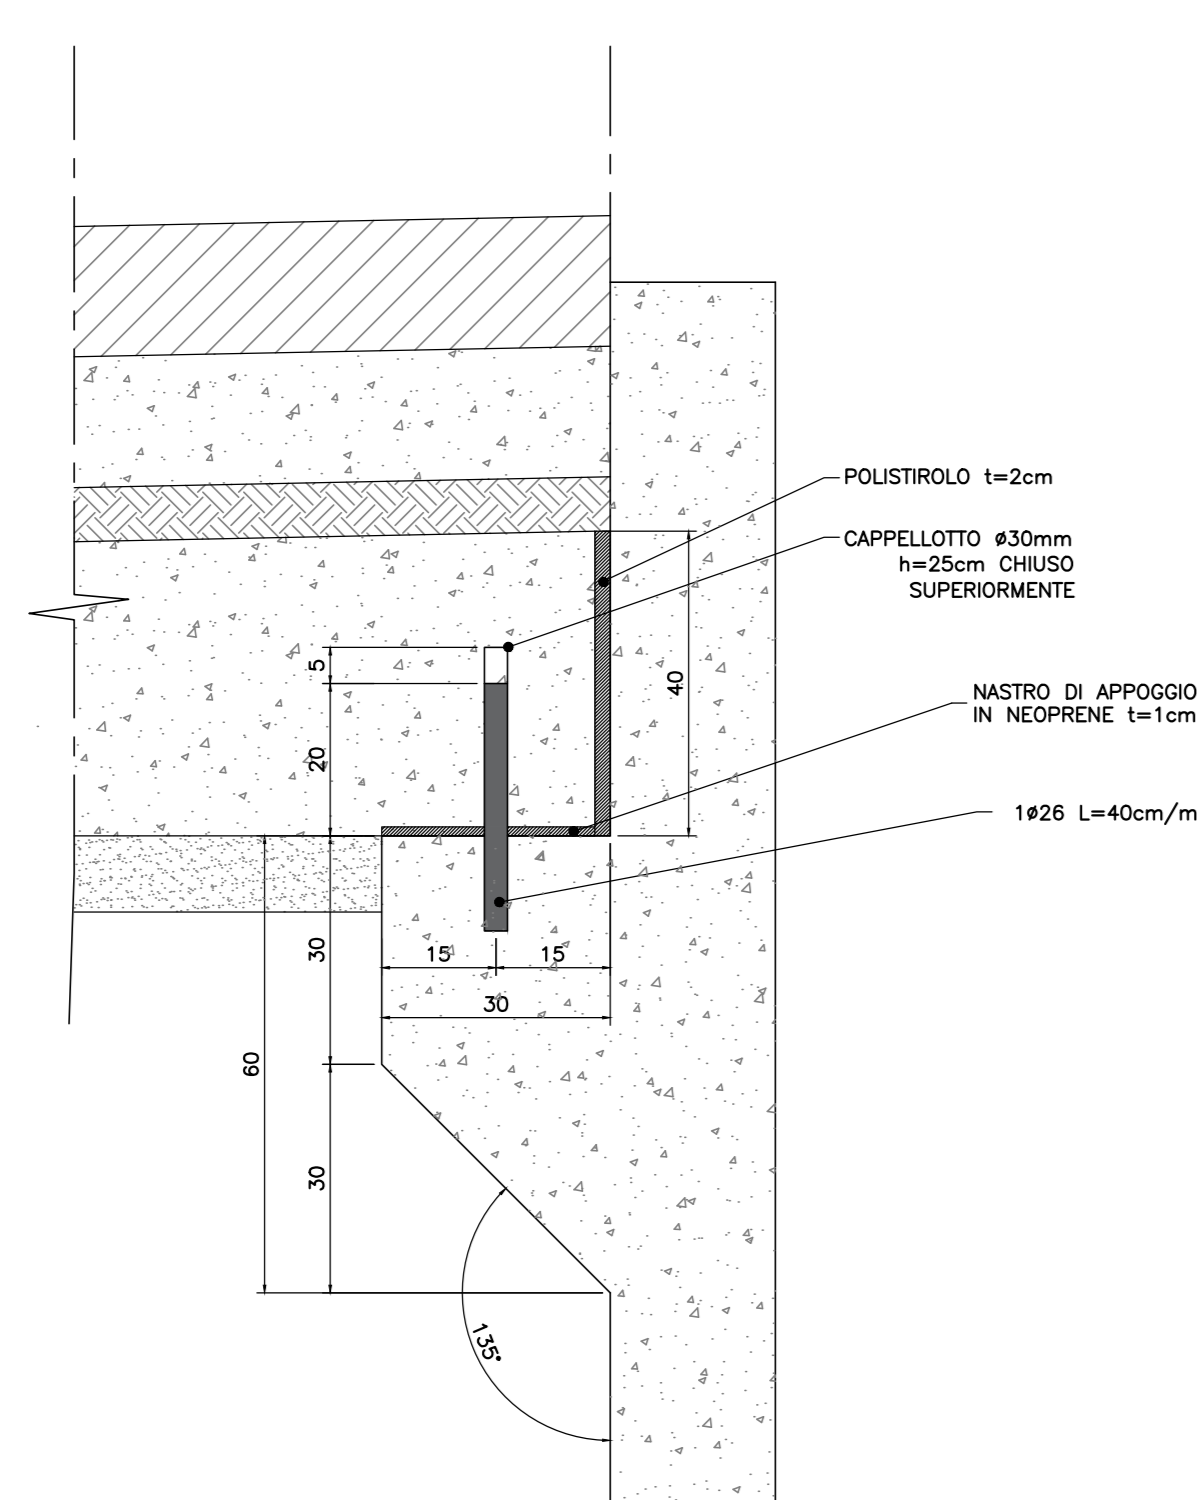 POLISTIROLO t=2cm
CAPPELLOTTO ø30mm
h=25cm CHIUSO
SUPERIORMENTE
5
40
NASTRO DI APPOGGIO
IN NEOPRENE t=1cm
20
1ø26 L=40cm/m
30
15
15
30
60
30
135°